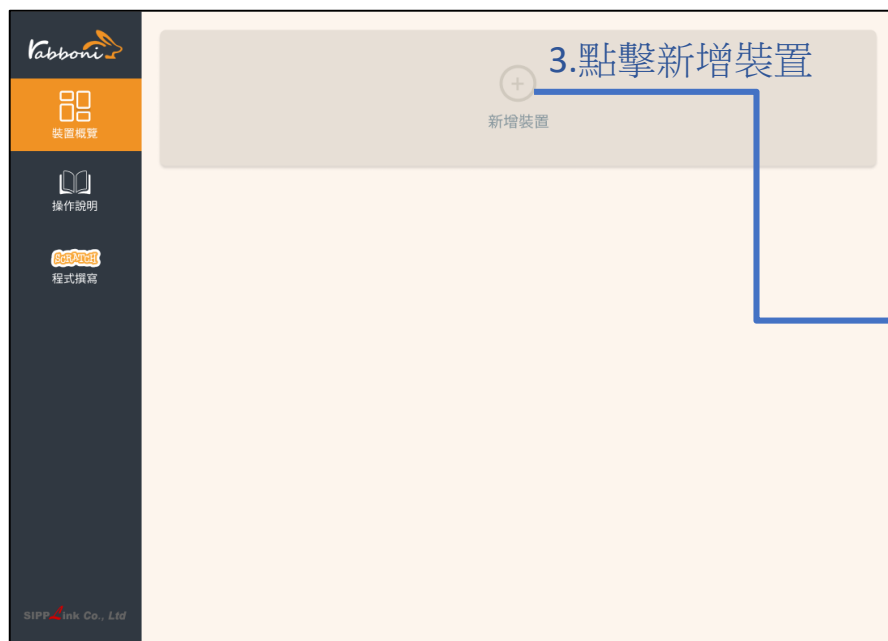 rabboni
3.點擊新增裝置
新增裝置
裝置概覽
操作說明
SCRATCH
程式撰寫
SIPPLink Co., Ltd